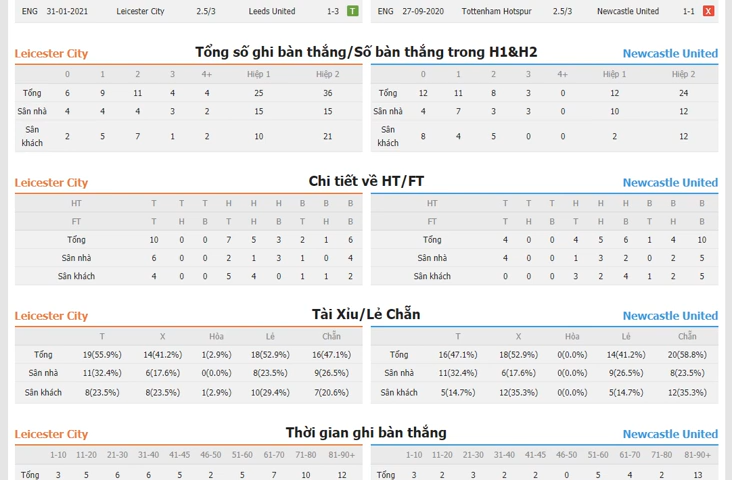 ENG 31-01-2021 Leicester City 2.5/3 Leeds United 1-3 T
ENG 27-09-2020 Tottenham Hotspur 2.5/3 Newcastle United 1-1 X
Leicester City Tổng số ghi bàn thắng/Số bàn thắng trong H1&H2 Newcastle United
0 1 2 3 4+ Hiệp 1 Hiệp 2
Tổng 6 9 11 4 4 25 36
Sân nhà 4 4 4 3 2 15 15
Sân khách 2 5 7 1 2 10 21
0 1 2 3 4+ Hiệp 1 Hiệp 2
Tổng 12 11 8 3 0 12 24
Sân nhà 4 7 3 3 0 10 12
Sân khách 8 4 5 0 0 2 12
Leicester City Chi tiết về HT/FT Newcastle United
HT T T T H H H B B B
FT T H B T H B T H B
Tổng 10 0 0 7 5 3 2 1 6
Sân nhà 6 0 0 2 1 3 1 0 4
Sân khách 4 0 0 5 4 0 1 1 2
HT T T T H H H B B B
FT T H B T H B T H B
Tổng 4 0 0 4 5 6 1 4 10
Sân nhà 4 0 0 1 3 2 0 2 5
Sân khách 0 0 0 3 2 4 1 2 5
Leicester City Tài Xỉu/Lẻ Chẵn Newcastle United
T X Hòa Lẻ Chẵn
Tổng 19(55.9%) 14(41.2%) 1(2.9%) 18(52.9%) 16(47.1%)
Sân nhà 11(32.4%) 6(17.6%) 0(0.0%) 8(23.5%) 9(26.5%)
Sân khách 8(23.5%) 8(23.5%) 1(2.9%) 10(29.4%) 7(20.6%)
T X Hòa Lẻ Chẵn
Tổng 16(47.1%) 18(52.9%) 0(0.0%) 14(41.2%) 20(58.8%)
Sân nhà 11(32.4%) 6(17.6%) 0(0.0%) 9(26.5%) 8(23.5%)
Sân khách 5(14.7%) 12(35.3%) 0(0.0%) 5(14.7%) 12(35.3%)
Leicester City Thời gian ghi bàn thắng Newcastle United
1-10 11-20 21-30 31-40 41-45 46-50 51-60 61-70 71-80 81-90+
Tổng 3 5 6 6 5 2 5 7 10 12
1-10 11-20 21-30 31-40 41-45 46-50 51-60 61-70 71-80 81-90+
Tổng 3 2 3 2 2 0 5 4 2 13